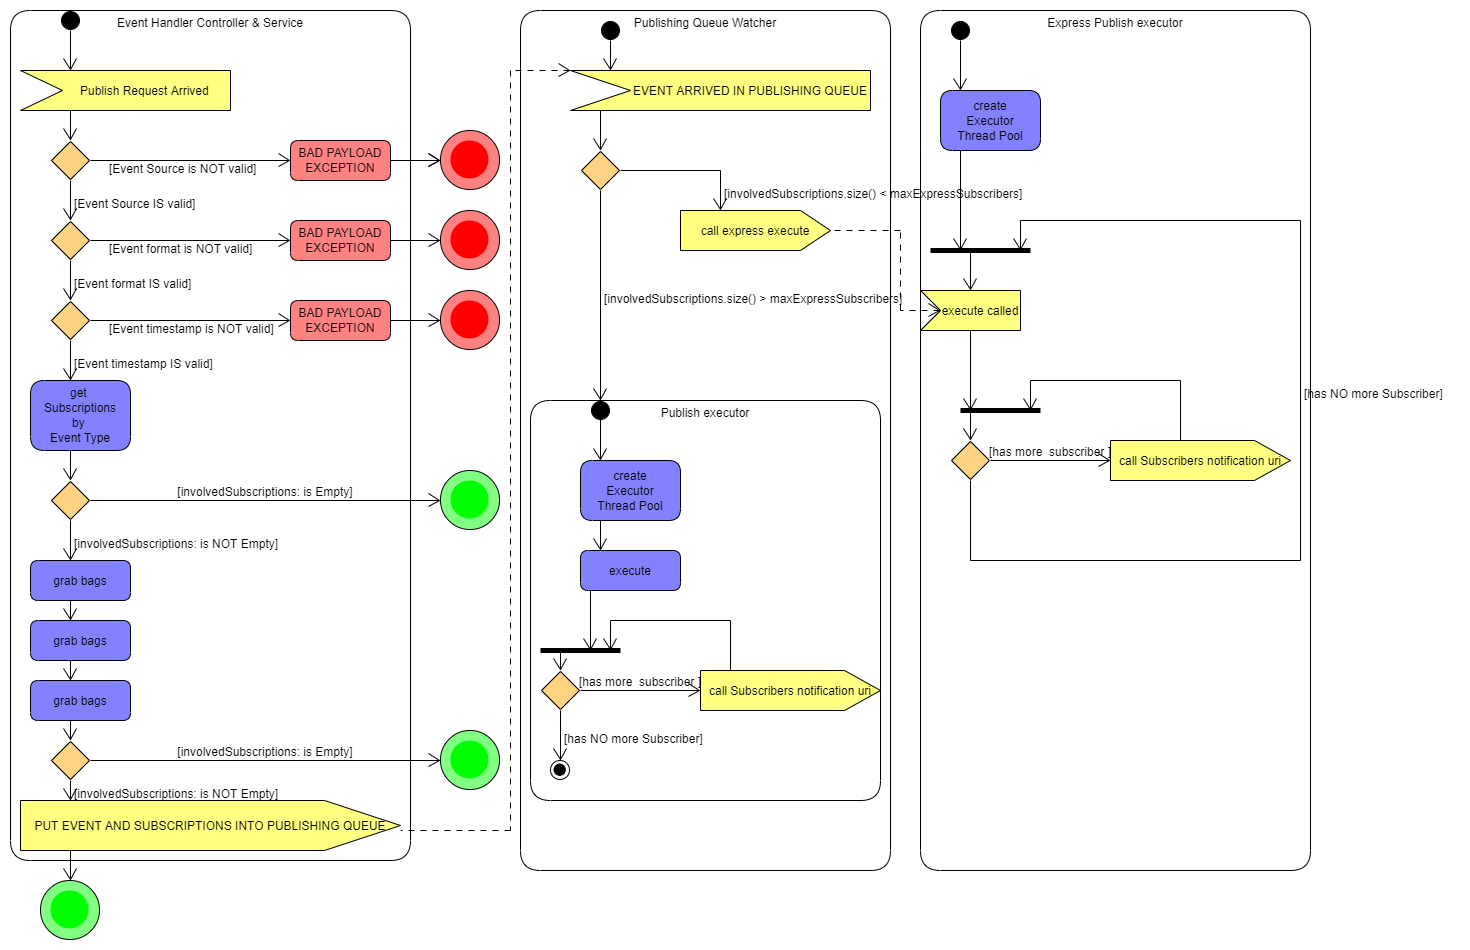 Event Handler Controller & Service
Publish Request Arrived
BAD PAYLOAD
EXCEPTION
[Event Source is NOT valid]
[Event Source IS valid]
BAD PAYLOAD
EXCEPTION
[Event format is NOT valid]
[Event format IS valid]
BAD PAYLOAD
EXCEPTION
[Event timestamp is NOT valid]
[Event timestamp IS valid]
get
Subscriptions
by
Event Type
[involvedSubscriptions: is Empty]
[involvedSubscriptions: is NOT Empty]
grab bags
grab bags
grab bags
[involvedSubscriptions: is Empty]
[involvedSubscriptions: is NOT Empty]
PUT EVENT AND SUBSCRIPTIONS INTO PUBLISHING QUEUE
Publishing Queue Watcher
EVENT ARRIVED IN PUBLISHING QUEUE
[involvedSubscriptions.size() < maxExpressSubscribers]
call express execute
[involvedSubscriptions.size() > maxExpressSubscribers]
Publish executor
create
Executor
Thread Pool
execute
[has more  subscriber ]
call Subscribers notification uri
[has NO more Subscriber]
Express Publish executor
create
Executor
Thread Pool
execute called
[has NO more Subscriber]
[has more  subscriber ]
call Subscribers notification uri